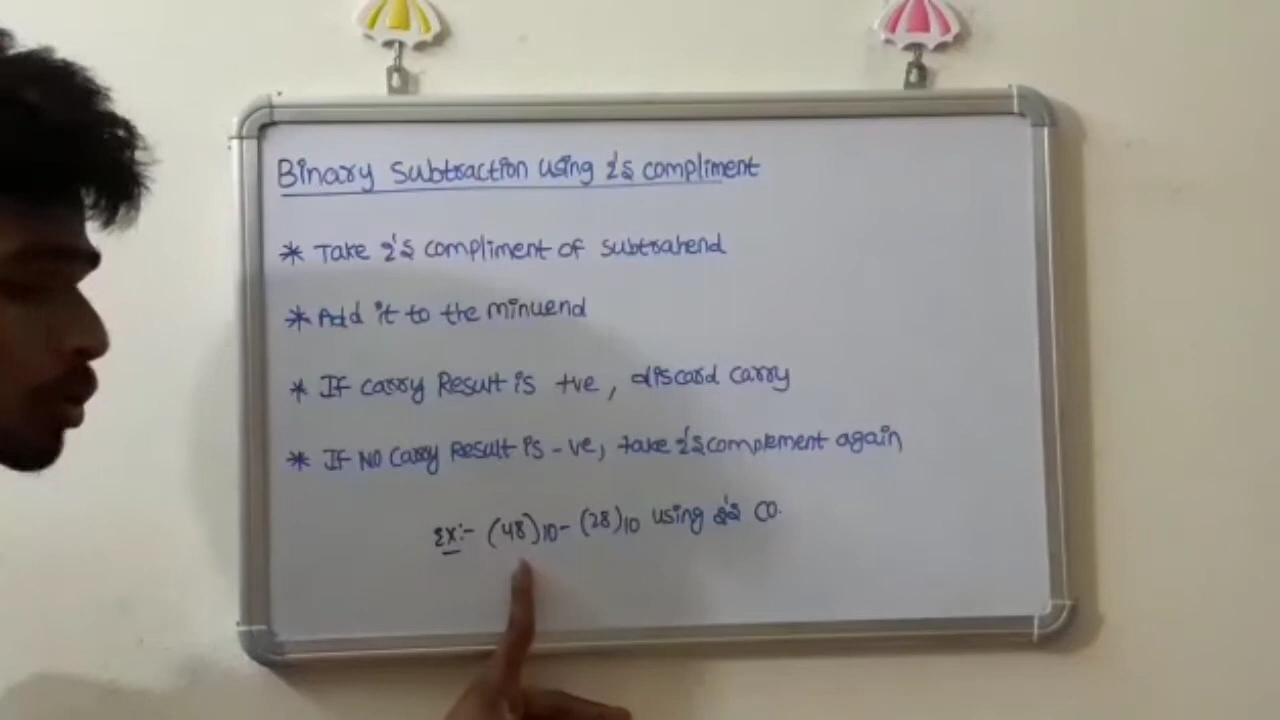 Binary Subtraction using 2's compliment
* Take 2's compliment of subtrahend
* Add it to the minuend
* If carry Result is +ve, discard carry
* If NO carry Result is -ve, take 2's complement again
Ex:- (48)10 - (28)10 using 2's CO.